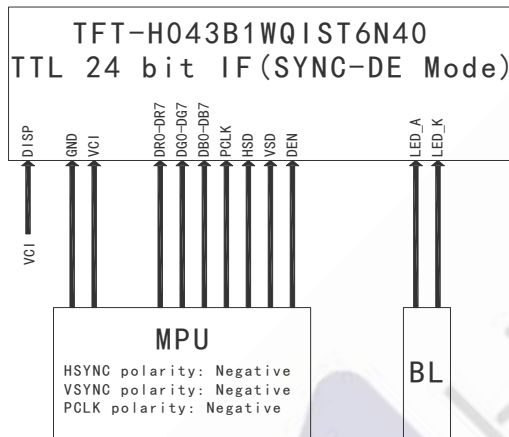 TFT-H043B1WQIST6N40
TTL 24 bit IF(SYNC-DE Mode)
DISP
GND
VCI
DR0-DR7
DG0-DG7
DB0-DB7
PCLK
HSD
VSD
DEN
LED_A
LED_K
VCI
MPU
HSYNC polarity: Negative
VSYNC polarity: Negative
PCLK polarity: Negative
BL